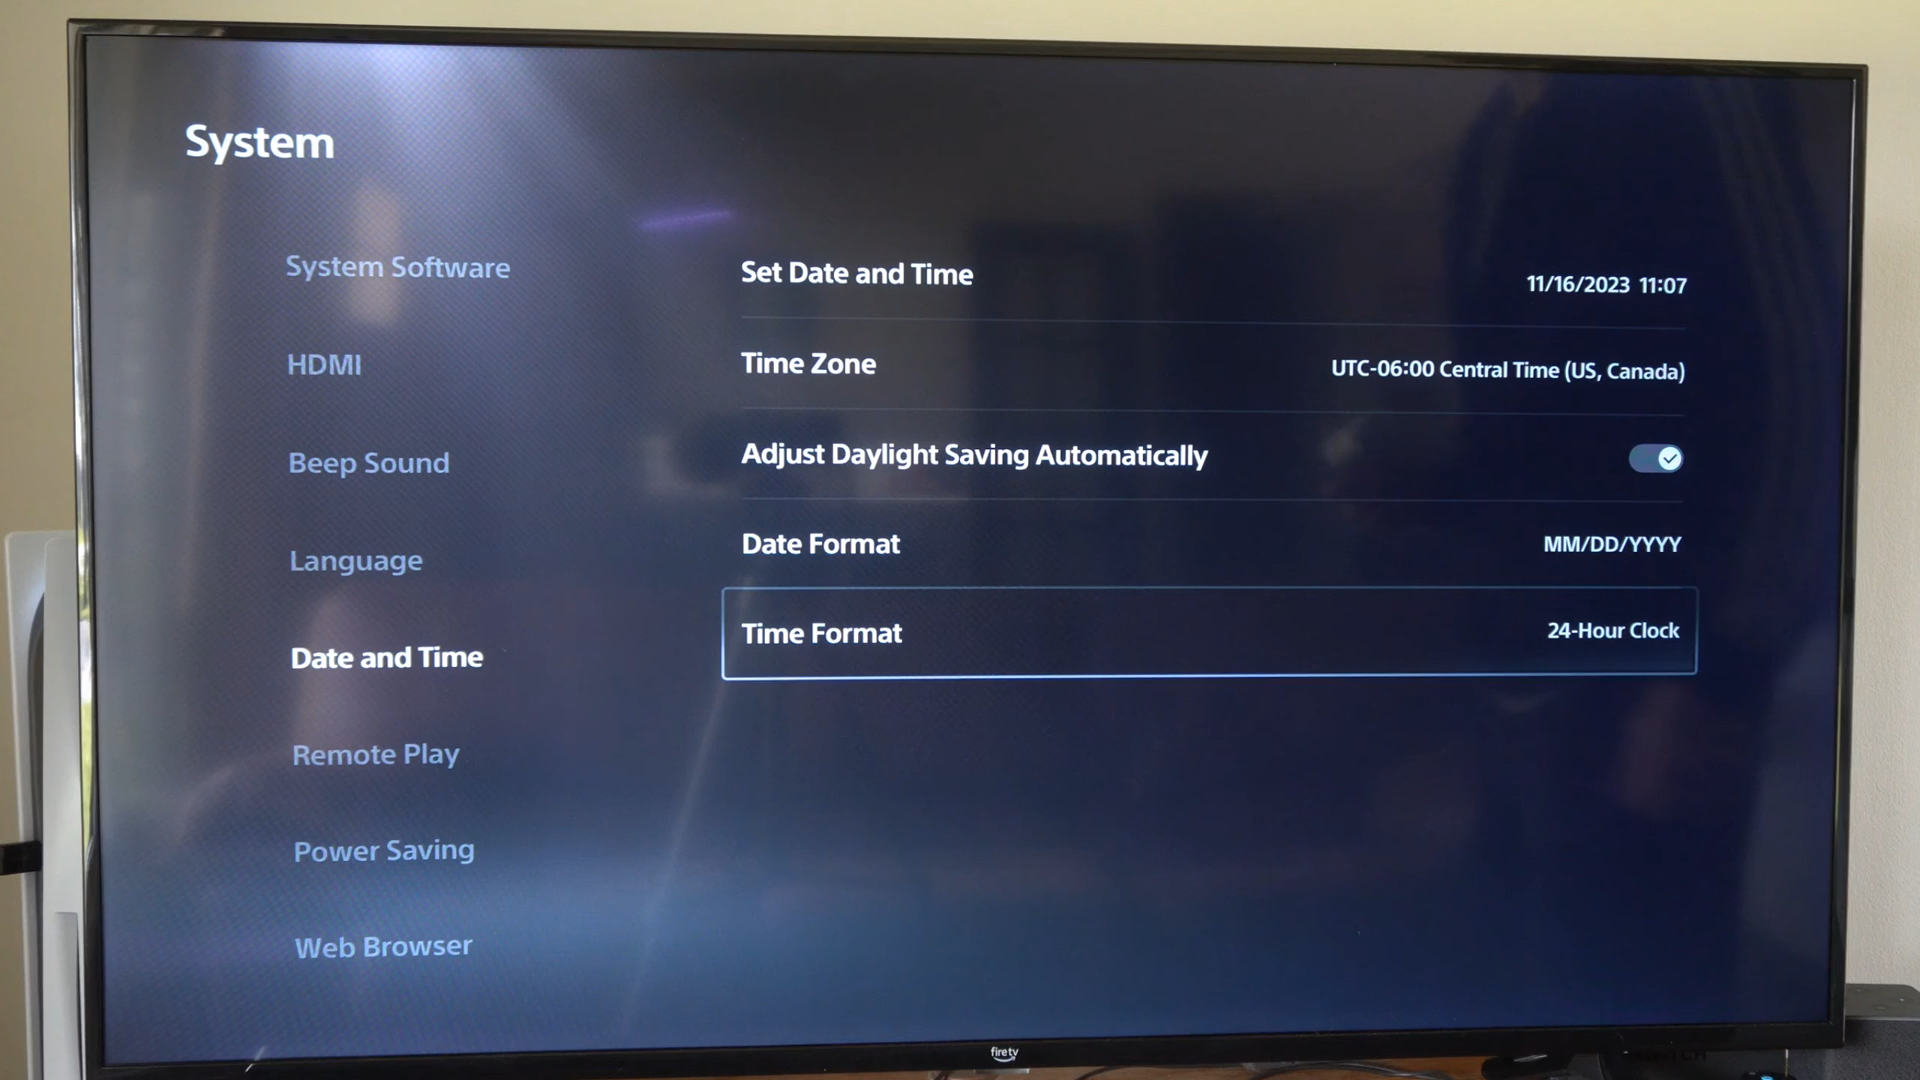 System
System Software
HDMI
Beep Sound
Language
Date and Time
Remote Play
Power Saving
Web Browser
Set Date and Time 11/16/2023 11:07
Time Zone UTC-06:00 Central Time (US, Canada)
Adjust Daylight Saving Automatically
Date Format MM/DD/YYYY
Time Format 24-Hour Clock
fire tv